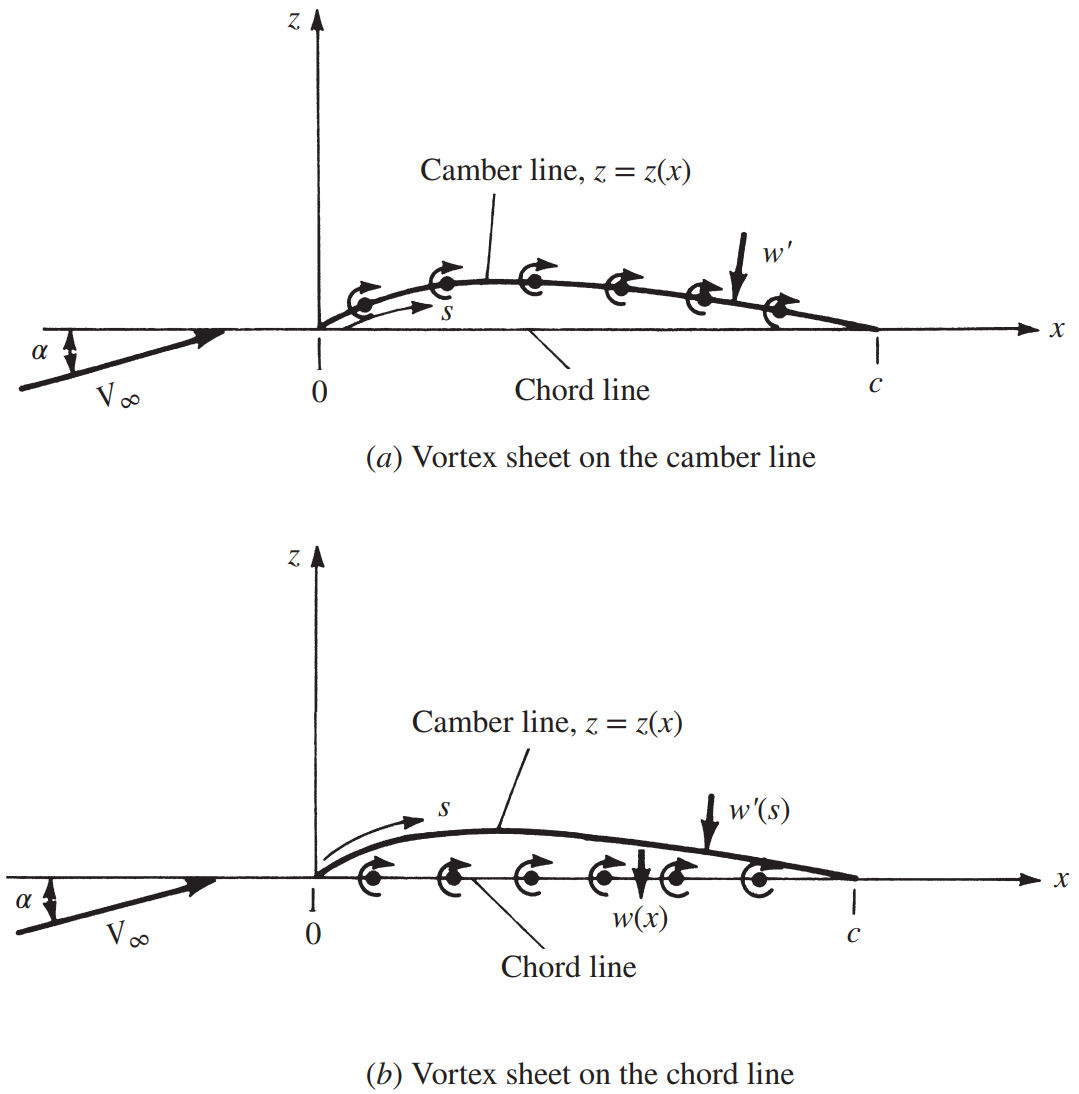 z
Camber line, z = z(x)
w'
s
x
α
V∞
0
Chord line
c
(a) Vortex sheet on the camber line
z
Camber line, z = z(x)
s
w'(s)
x
α
V∞
0
w(x)
c
Chord line
(b) Vortex sheet on the chord line